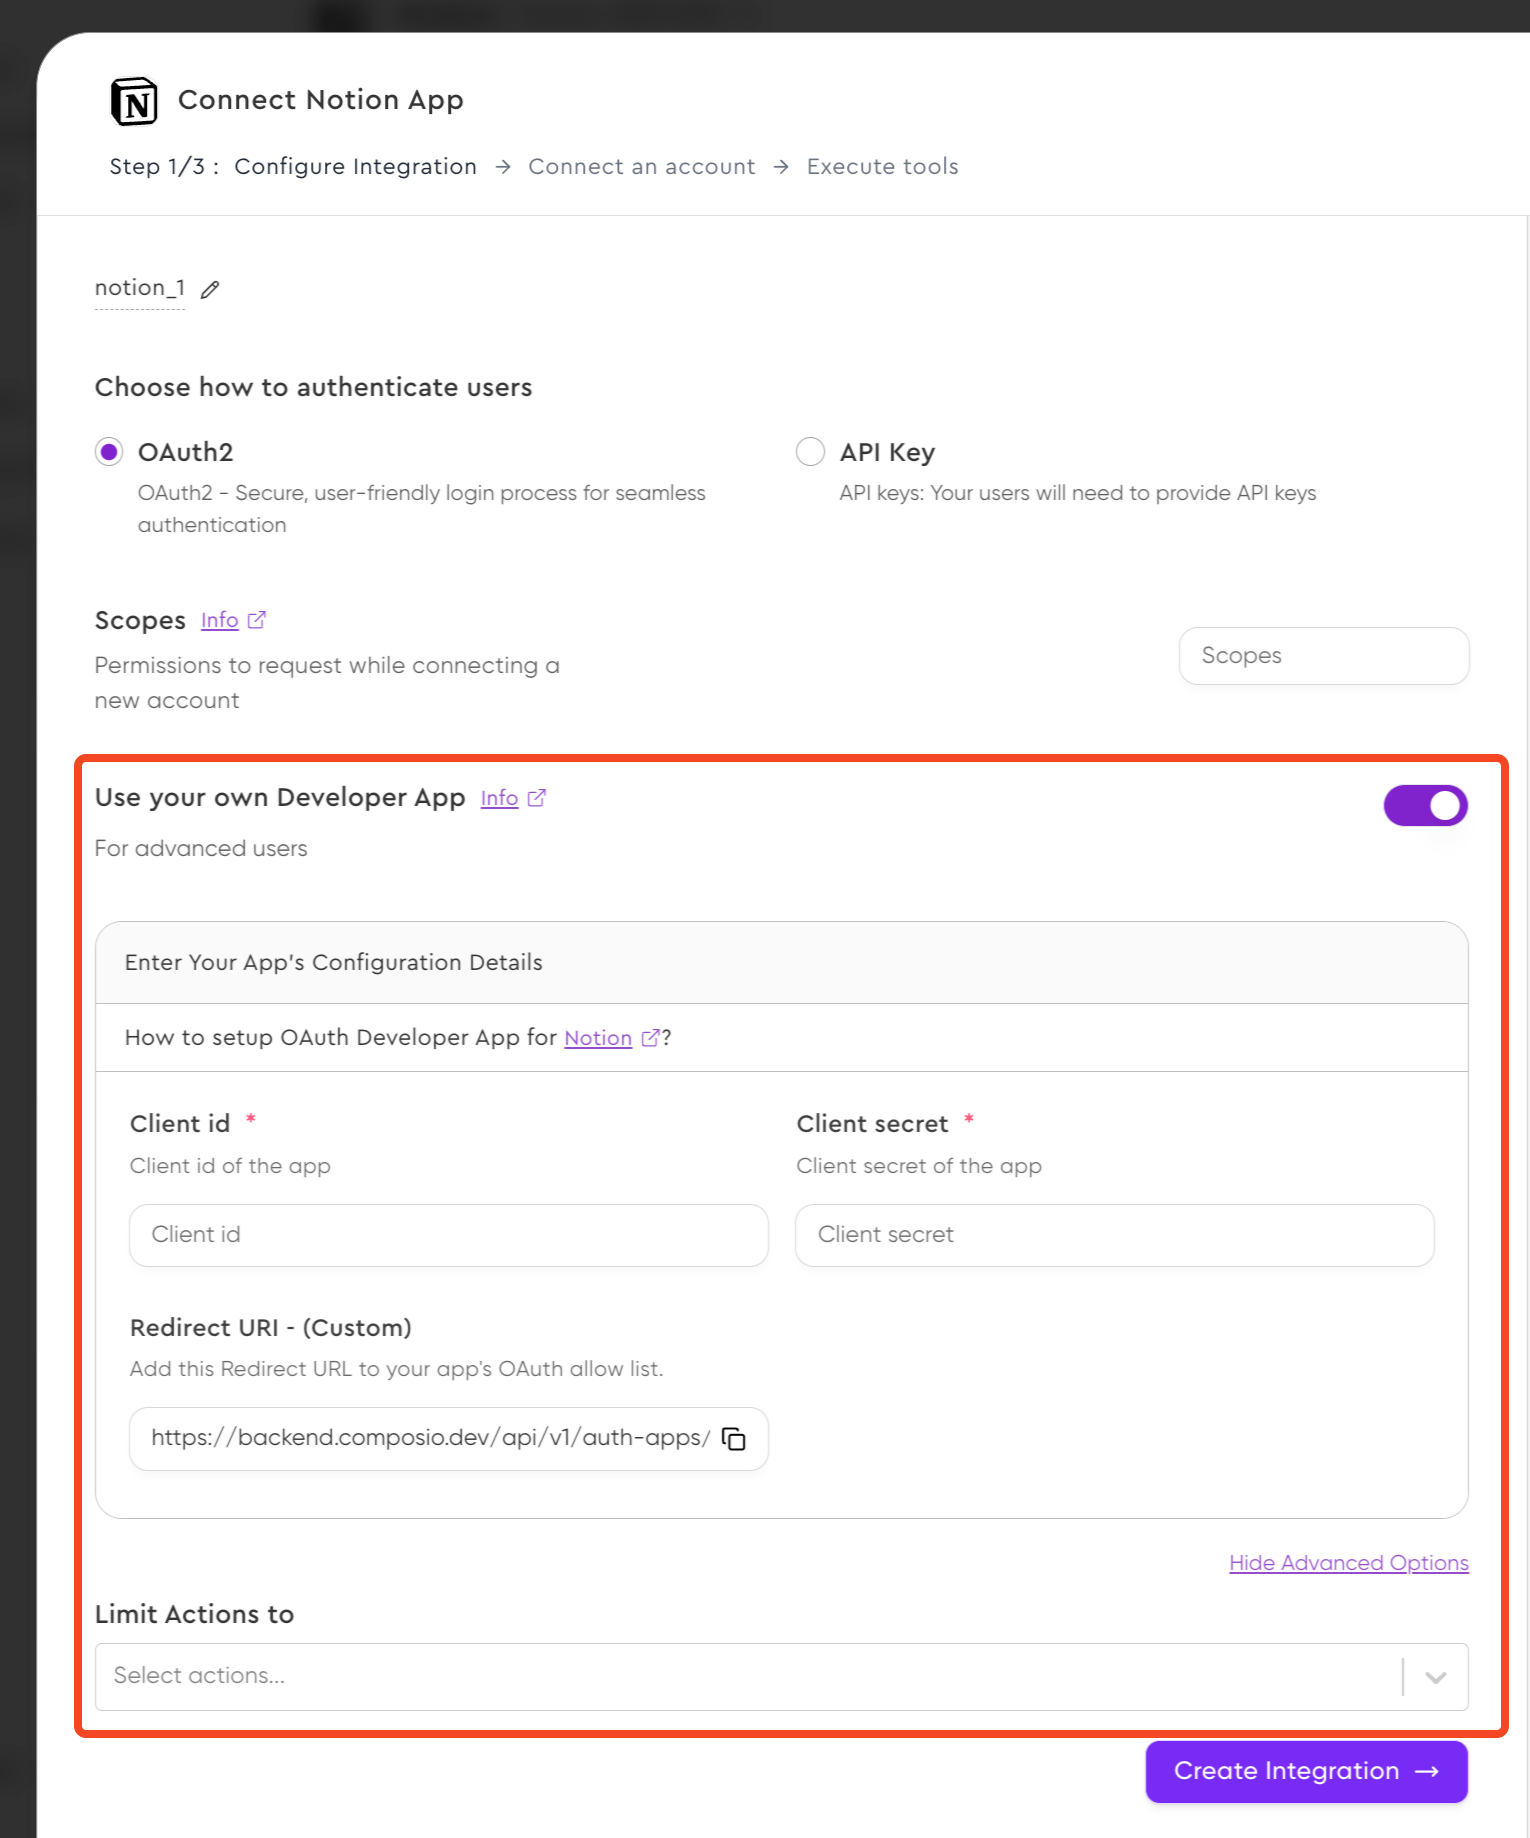 Connect Notion App
Step 1/3 : Configure Integration → Connect an account → Execute tools
notion_1
Choose how to authenticate users
OAuth2
OAuth2 - Secure, user-friendly login process for seamless
authentication
API Key
API keys: Your users will need to provide API keys
Scopes Info
Permissions to request while connecting a
new account
Scopes
Use your own Developer App Info
For advanced users
Enter Your App's Configuration Details
How to setup OAuth Developer App for Notion ?
Client id *
Client id of the app
Client id
Client secret *
Client secret of the app
Client secret
Redirect URI - (Custom)
Add this Redirect URL to your app's OAuth allow list.
https://backend.composio.dev/api/v1/auth-apps/
Hide Advanced Options
Limit Actions to
Select actions...
Create Integration →